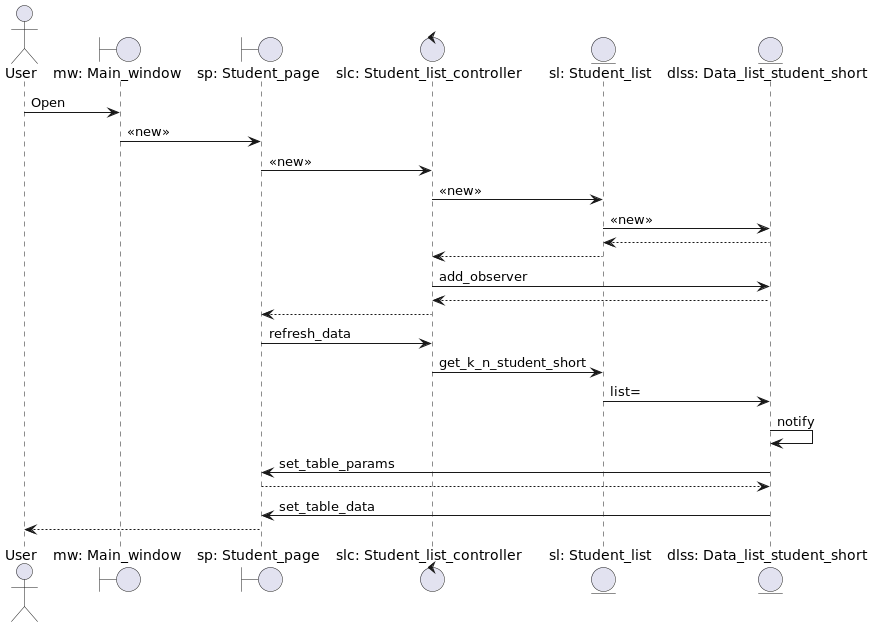 User mw: Main_window sp: Student_page slc: Student_list_controller sl: Student_list dlss: Data_list_student_short
Open
«new»
«new»
«new»
«new»
add_observer
refresh_data
get_k_n_student_short
list=
notify
set_table_params
set_table_data
User mw: Main_window sp: Student_page slc: Student_list_controller sl: Student_list dlss: Data_list_student_short